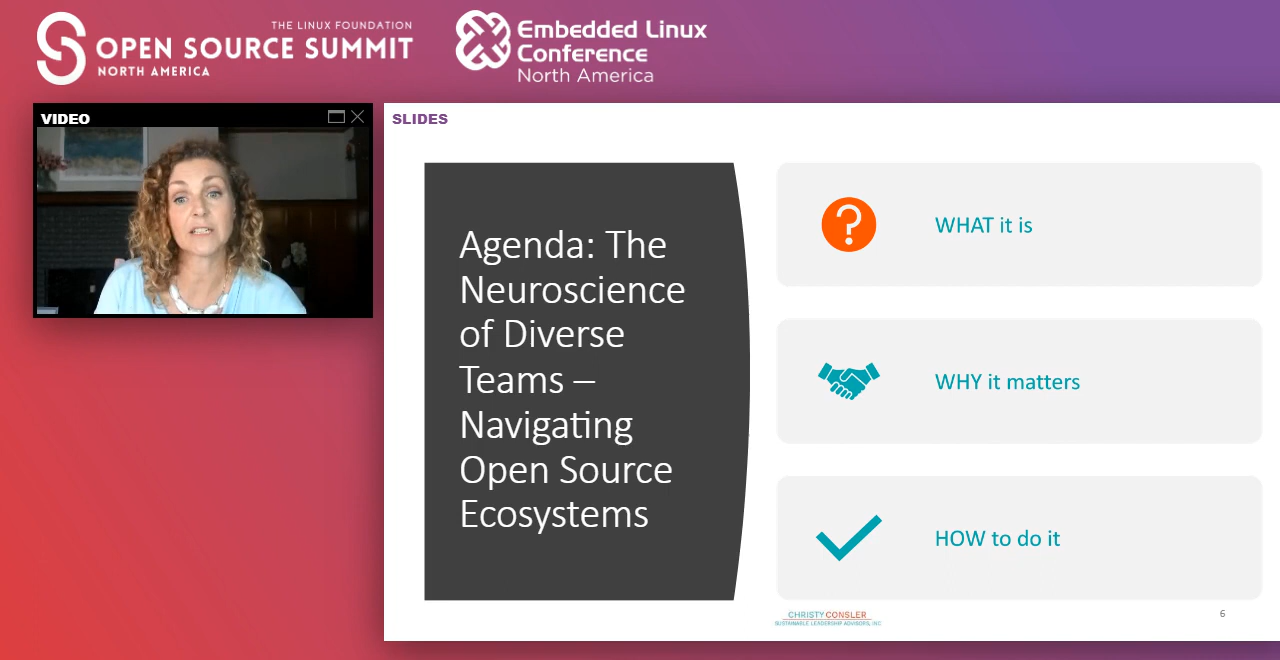 THE LINUX FOUNDATION
OPEN SOURCE SUMMIT
NORTH AMERICA
Embedded Linux
Conference
North America
VIDEO
SLIDES
Agenda: The
Neuroscience
of Diverse
Teams –
Navigating
Open Source
Ecosystems
WHAT it is
WHY it matters
HOW to do it
CHRISTY CONSLER
SUSTAINABLE LEADERSHIP ADVISORS, INC
6